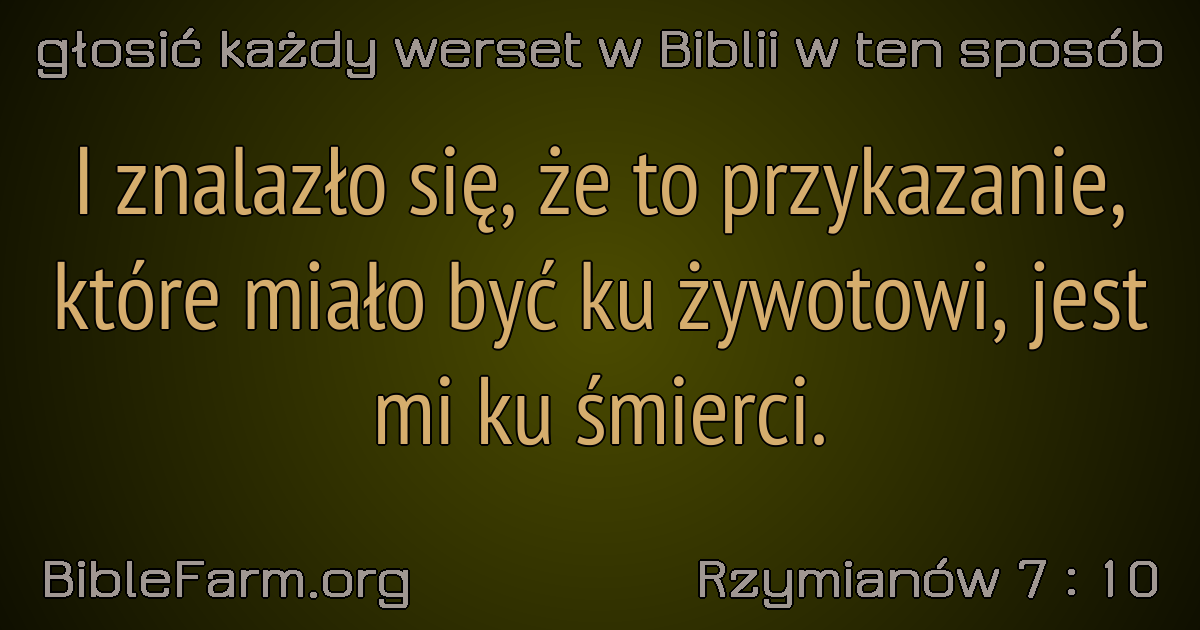 głosić każdy werset w Biblii w ten sposób
I znalazło się, że to przykazanie,
które miało być ku żywotowi, jest
mi ku śmierci.
BibleFarm.org
Rzymianów 7 : 10